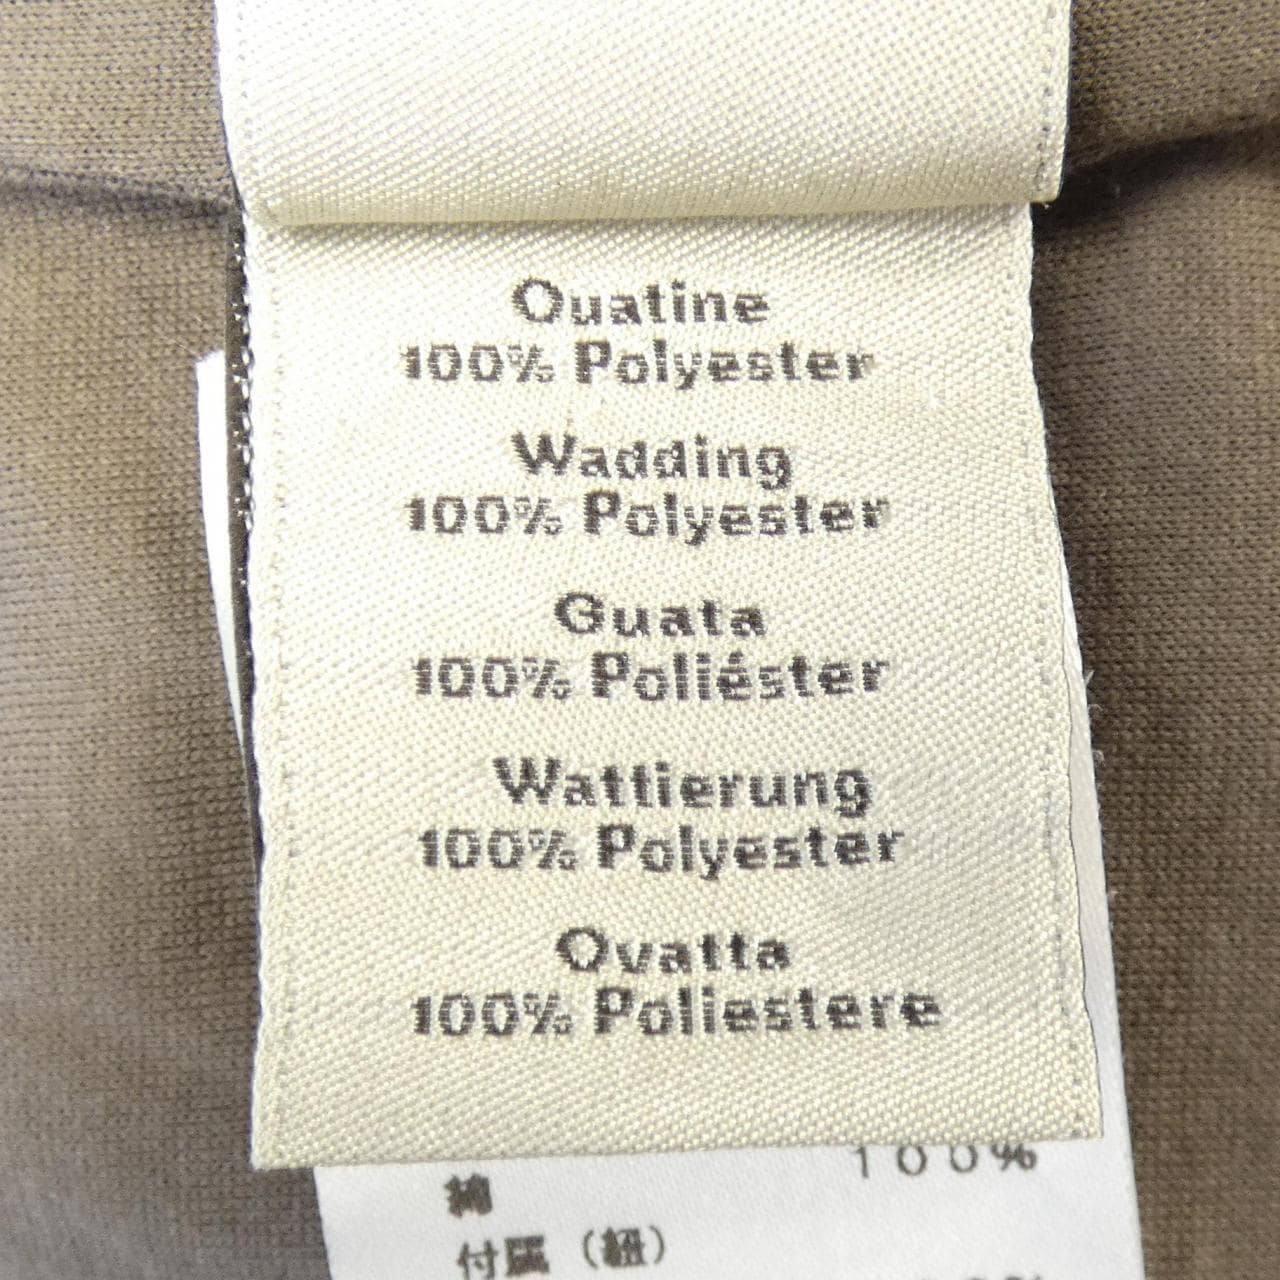 Ouatine
100% Polyester
Wadding
100% Polyester
Guata
100% Poliéster
Wattierung
100% Polyester
Ovatta
100% Poliestere
100%
綿
付属（紐）